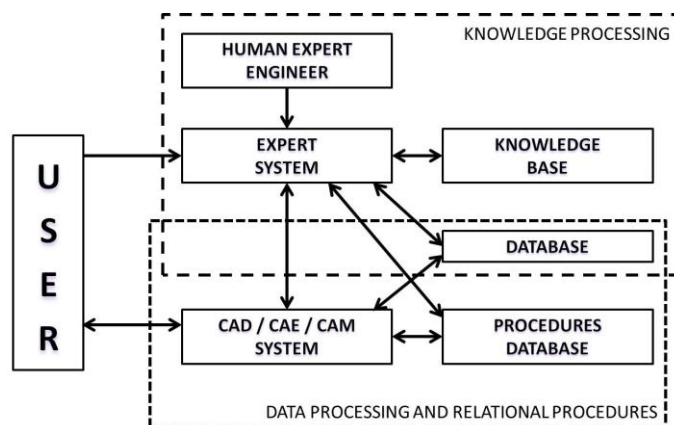 KNOWLEDGE PROCESSING
HUMAN EXPERT
ENGINEER
EXPERT
SYSTEM
KNOWLEDGE
BASE
U
S
E
R
DATABASE
CAD / CAE / CAM
SYSTEM
PROCEDURES
DATABASE
DATA PROCESSING AND RELATIONAL PROCEDURES